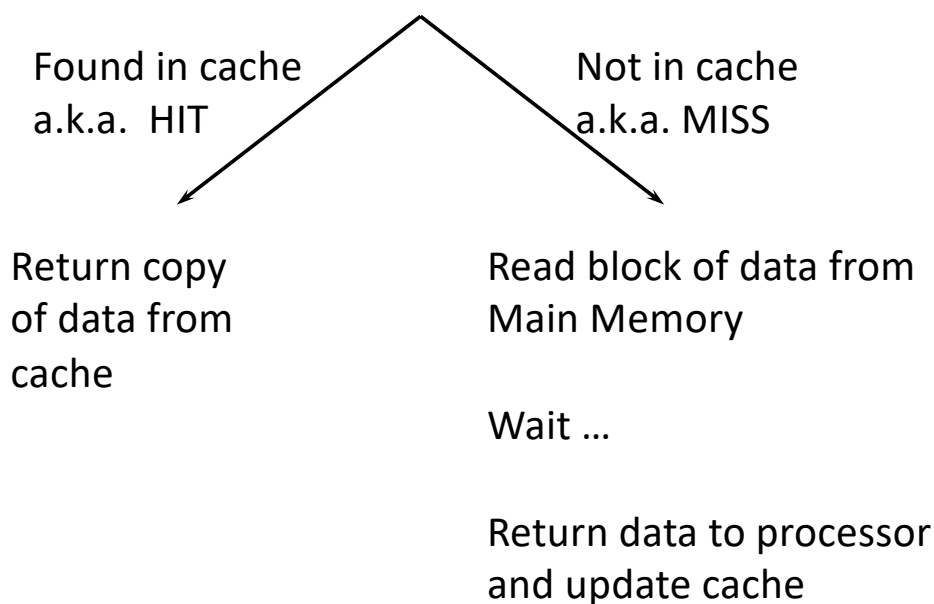 Found in cache
a.k.a.  HIT
Not in cache
a.k.a. MISS
Return copy
of data from
cache
Read block of data from
Main Memory
Wait …
Return data to processor
and update cache